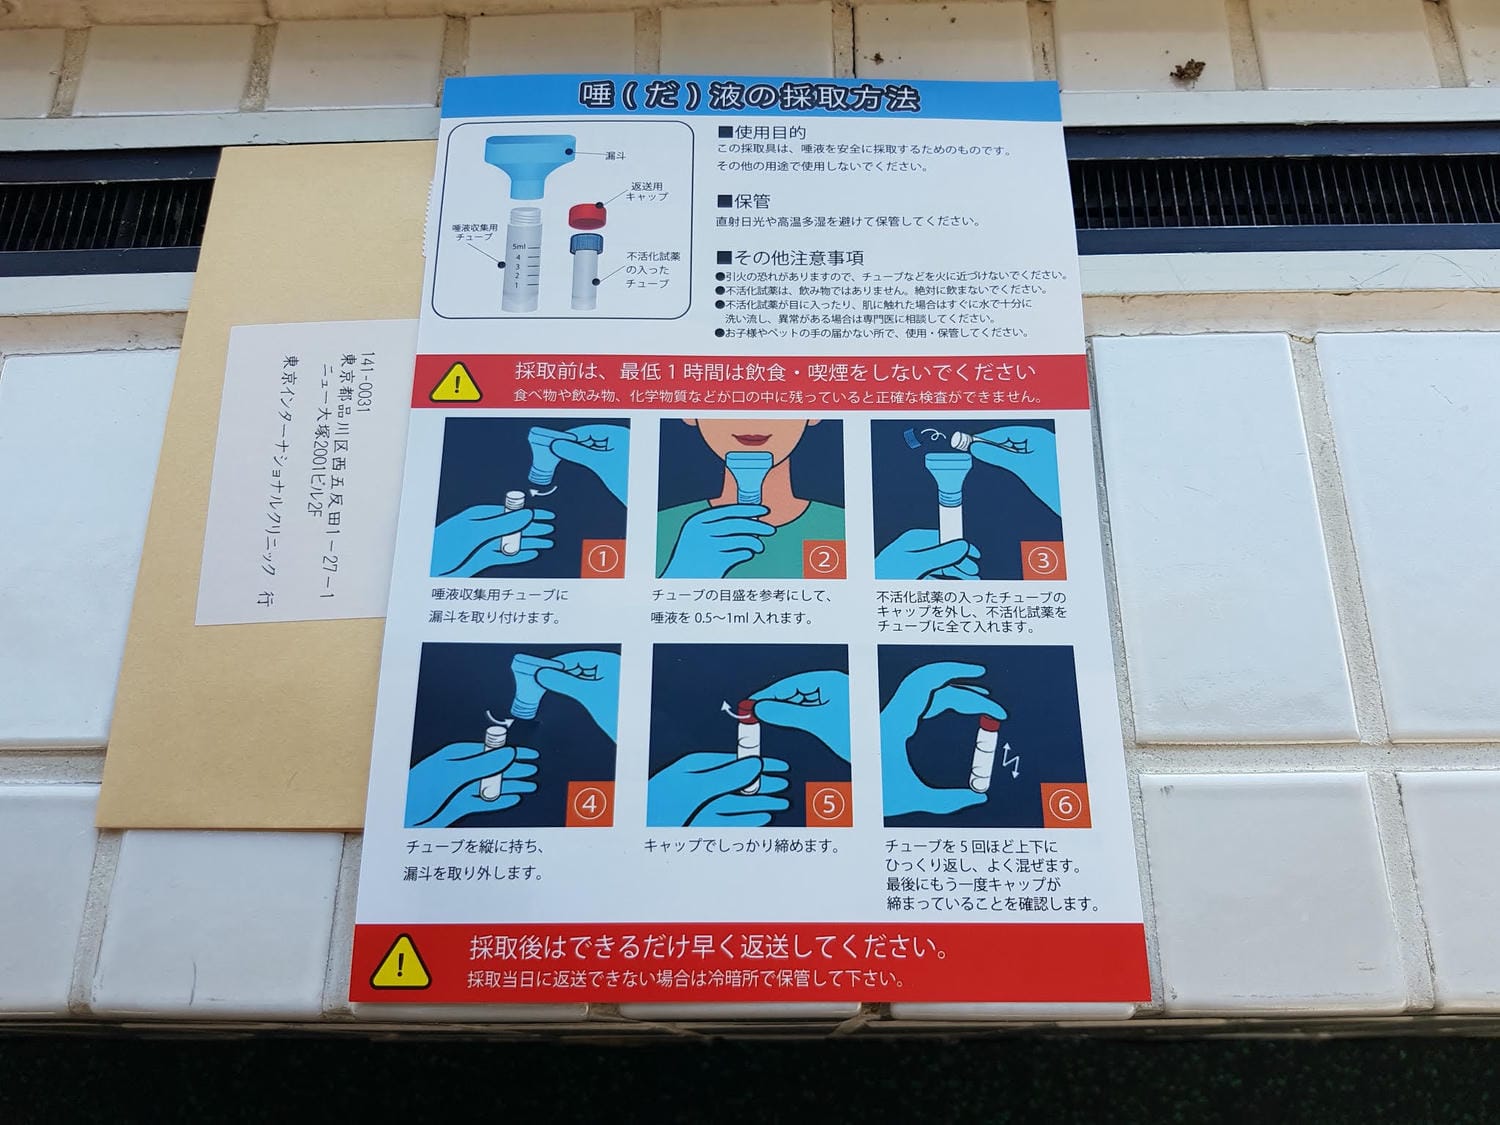 唾(だ)液の採取方法
漏斗
返送用
キャップ
唾液収集用
チューブ
5ml
4
3
2
1
不活化試薬
の入った
チューブ
■使用目的
この採取具は、唾液を安全に採取するためのものです。
その他の用途で使用しないでください。
■保管
直射日光や高温多湿を避けて保管してください。
■その他注意事項
●引火の恐れがありますので、チューブなどを火に近づけないでください。
●不活化試薬は、飲み物ではありません。絶対に飲まないでください。
●不活化試薬が目に入ったり、肌に触れた場合はすぐに水で十分に
洗い流し、異常がある場合は専門医に相談してください。
●お子様やペットの手の届かない所で、使用・保管してください。
採取前は、最低1時間は飲食・喫煙をしないでください
食べ物や飲み物、化学物質などが口の中に残っていると正確な検査ができません。
①
唾液収集用チューブに
漏斗を取り付けます。
②
チューブの目盛を参考にして、
唾液を 0.5〜1ml 入れます。
③
不活化試薬の入ったチューブの
キャップを外し、不活化試薬を
チューブに全て入れます。
④
チューブを縦に持ち、
漏斗を取り外します。
⑤
キャップでしっかり締めます。
⑥
チューブを5回ほど上下に
ひっくり返し、よく混ぜます。
最後にもう一度キャップが
締まっていることを確認します。
採取後はできるだけ早く返送してください。
採取当日に返送できない場合は冷暗所で保管して下さい。
141-0031
東京都品川区西五反田1-27-1
ニュー大塚2001ビル2F
東京インターナショナルクリニック 行